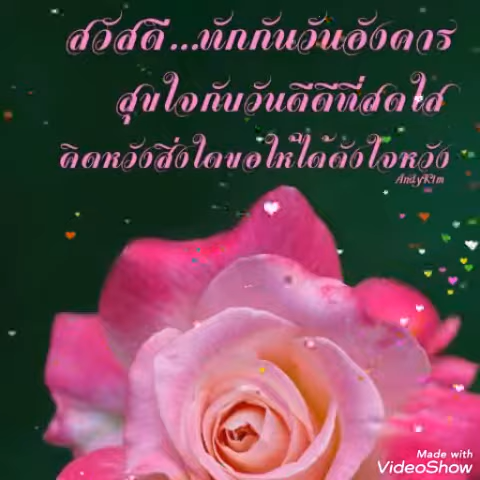 สวัสดี...ทักกันวันอังคาร
สุขใจกับวันดีดีที่สดใส
คิดหวังสิ่งใดขอให้ได้ดังใจหวัง
AndyKim
Made with
VideoShow